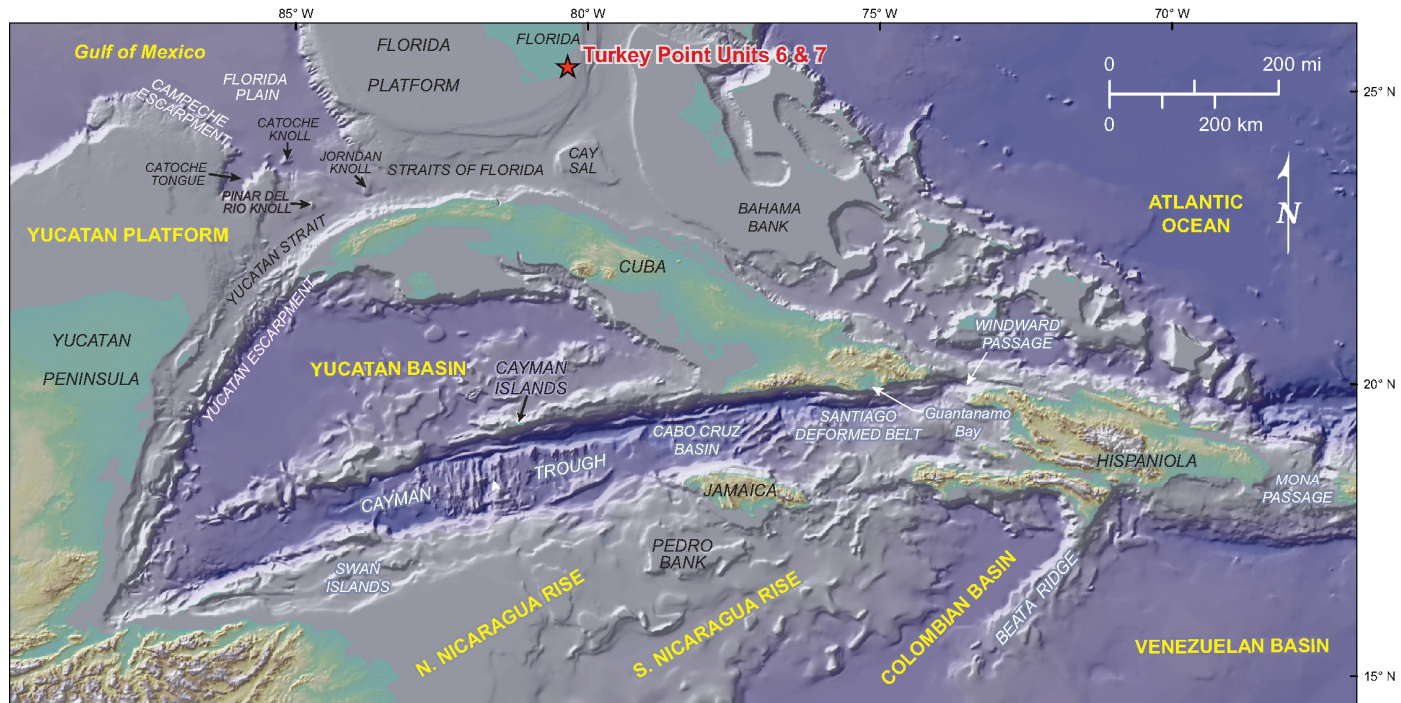 85° W
80° W
75° W
70° W
Gulf of Mexico
FLORIDA
PLATFORM
FLORIDA
Turkey Point Units 6 & 7
0
200 mi
0
200 km
25° N
FLORIDA
PLAIN
CAMPECHE
ESCARPMENT
CATOCHE
KNOLL
CATOCHE
TONGUE
JORNDAN
KNOLL
STRAITS OF FLORIDA
CAY
SAL
PINAR DEL
RIO KNOLL
BAHAMA
BANK
ATLANTIC
OCEAN
N
YUCATAN PLATFORM
YUCATAN STRAIT
CUBA
YUCATAN ESCARPMENT
YUCATAN
PENINSULA
YUCATAN BASIN
CAYMAN
ISLANDS
WINDWARD
PASSAGE
20° N
CABO CRUZ
BASIN
SANTIAGO
DEFORMED BELT
Guantanamo
Bay
CAYMAN
TROUGH
JAMAICA
HISPANIOLA
MONA
PASSAGE
SWAN
ISLANDS
PEDRO
BANK
N. NICARAGUA RISE
S. NICARAGUA RISE
COLOMBIAN BASIN
BEATA RIDGE
VENEZUELAN BASIN
15° N